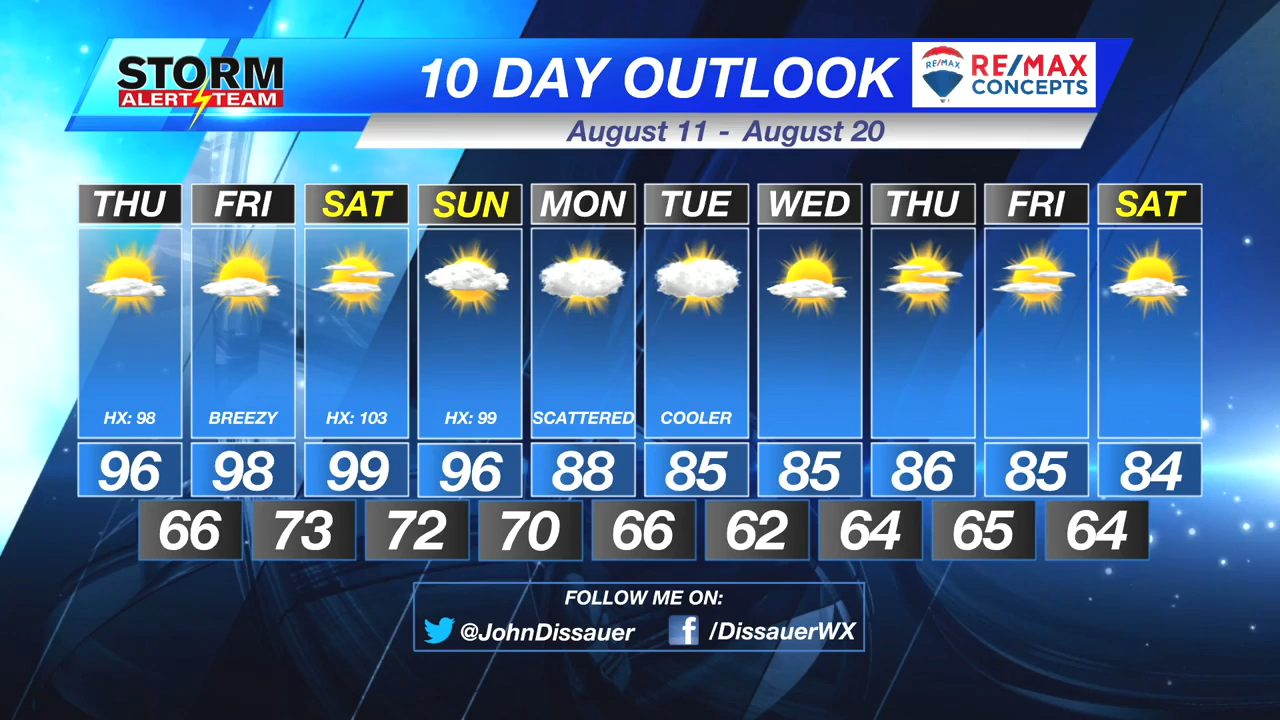 STORM
ALERT TEAM
10 DAY OUTLOOK
RE/MAX
RE/MAX
CONCEPTS
August 11 - August 20
THU FRI SAT SUN MON TUE WED THU FRI SAT
HX: 98 BREEZY HX: 103 HX: 99 SCATTERED COOLER
96 98 99 96 88 85 85 86 85 84
66 73 72 70 66 62 64 65 64
FOLLOW ME ON:
@JohnDissauer f /DissauerWX